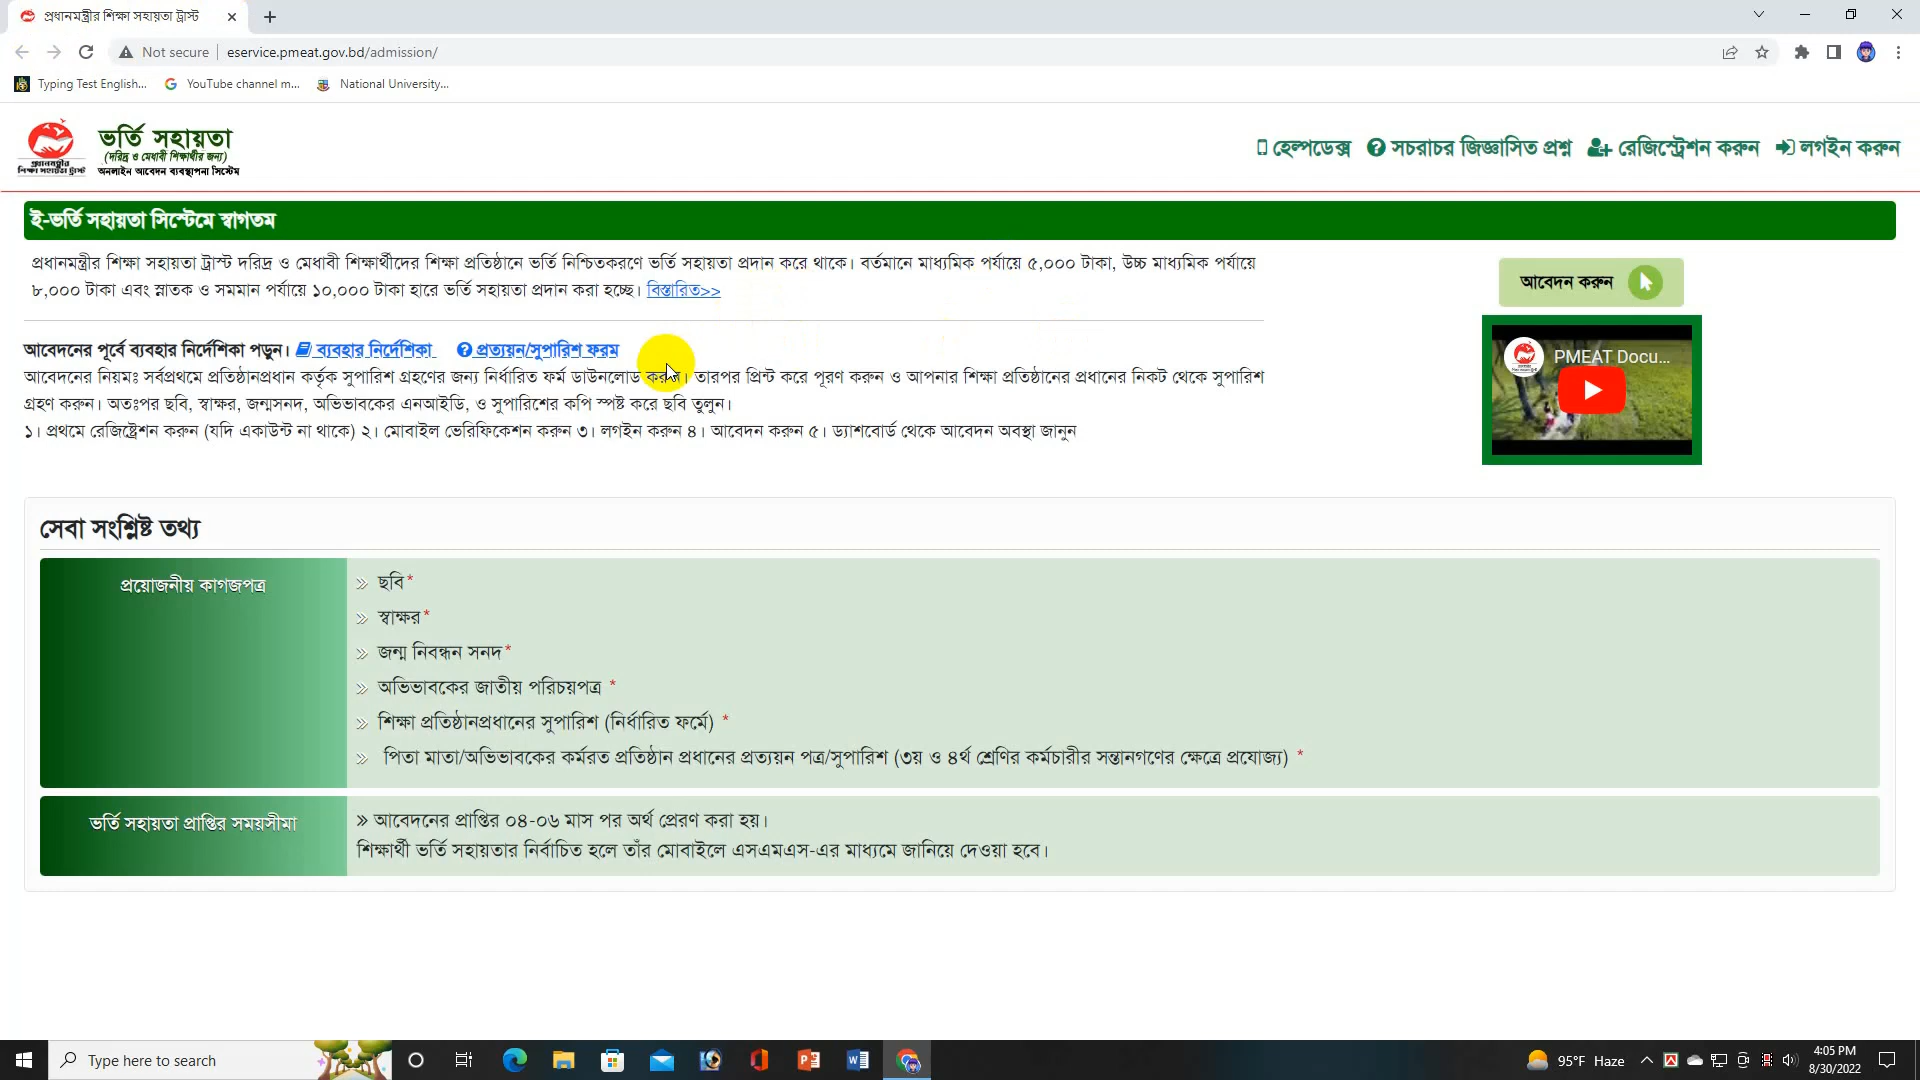 প্রধানমন্ত্রীর শিক্ষা সহায়তা ট্রাস্ট
Not secure
eservice.pmeat.gov.bd/admission/
Typing Test English...
YouTube channel m...
National University...
প্রধানমন্ত্রীর
শিক্ষা সহায়তা ট্রাস্ট
ভর্তি সহায়তা
(দরিদ্র ও মেধাবী শিক্ষার্থীর জন্য)
অনলাইন আবেদন ব্যবস্থাপনা সিস্টেম
হেল্পডেক্স
সচরাচর জিজ্ঞাসিত প্রশ্ন
রেজিস্ট্রেশন করুন
লগইন করুন
ই-ভর্তি সহায়তা সিস্টেমে স্বাগতম
প্রধানমন্ত্রীর শিক্ষা সহায়তা ট্রাস্ট দরিদ্র ও মেধাবী শিক্ষার্থীদের শিক্ষা প্রতিষ্ঠানে ভর্তি নিশ্চিতকরণে ভর্তি সহায়তা প্রদান করে থাকে। বর্তমানে মাধ্যমিক পর্যায়ে ৫,০০০ টাকা, উচ্চ মাধ্যমিক পর্যায়ে
৮,০০০ টাকা এবং স্নাতক ও সমমান পর্যায়ে ১০,০০০ টাকা হারে ভর্তি সহায়তা প্রদান করা হচ্ছে। বিস্তারিত>>
আবেদন করুন
PMEAT Docu...
আবেদনের পূর্বে ব্যবহার নির্দেশিকা পড়ুন। ব্যবহার নির্দেশিকা প্রত্যয়ন/সুপারিশ ফরম
আবেদনের নিয়মঃ সর্বপ্রথমে প্রতিষ্ঠানপ্রধান কর্তৃক সুপারিশ গ্রহণের জন্য নির্ধারিত ফর্ম ডাউনলোড করুন। তারপর প্রিন্ট করে পূরণ করুন ও আপনার শিক্ষা প্রতিষ্ঠানের প্রধানের নিকট থেকে সুপারিশ
গ্রহণ করুন। অতঃপর ছবি, স্বাক্ষর, জন্মসনদ, অভিভাবকের এনআইডি, ও সুপারিশের কপি স্পষ্ট করে ছবি তুলুন।
১। প্রথমে রেজিষ্ট্রেশন করুন (যদি একাউন্ট না থাকে) ২। মোবাইল ভেরিফিকেশন করুন ৩। লগইন করুন ৪। আবেদন করুন ৫। ড্যাশবোর্ড থেকে আবেদন অবস্থা জানুন
সেবা সংশ্লিষ্ট তথ্য
প্রয়োজনীয় কাগজপত্র
» ছবি*
» স্বাক্ষর*
» জন্ম নিবন্ধন সনদ*
» অভিভাবকের জাতীয় পরিচয়পত্র *
» শিক্ষা প্রতিষ্ঠানপ্রধানের সুপারিশ (নির্ধারিত ফর্মে) *
» পিতা মাতা/অভিভাবকের কর্মরত প্রতিষ্ঠান প্রধানের প্রত্যয়ন পত্র/সুপারিশ (৩য় ও ৪র্থ শ্রেণির কর্মচারীর সন্তানগণের ক্ষেত্রে প্রযোজ্য) *
ভর্তি সহায়তা প্রাপ্তির সময়সীমা
» আবেদনের প্রাপ্তির ০৪-০৬ মাস পর অর্থ প্রেরণ করা হয়।
শিক্ষার্থী ভর্তি সহায়তার নির্বাচিত হলে তাঁর মোবাইলে এসএমএস-এর মাধ্যমে জানিয়ে দেওয়া হবে।
Type here to search
95°F Haze
4:05 PM
8/30/2022